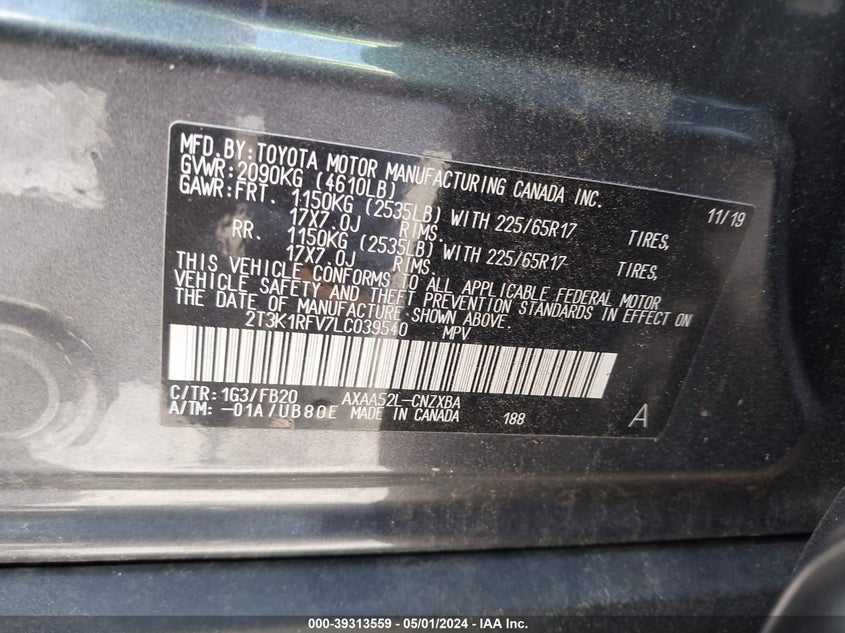 MFD.BY:TOYOTA MOTOR MANUFACTURING CANADA INC.
GVWR:2090KG (4610LB) 11/19
GAWR:FRT. 1150KG (2535LB) WITH 225/65R17 TIRES,
17X7.0J RIMS.
RR. 1150KG (2535LB) WITH 225/65R17 TIRES,
17X7.0J RIMS.
THIS VEHICLE CONFORMS TO ALL APPLICABLE FEDERAL MOTOR
VEHICLE SAFETY AND THEFT PREVENTION STANDARDS IN EFFECT ON
THE DATE OF MANUFACTURE SHOWN ABOVE.
2T3K1RFV7LC039540 MPV
C/TR:1G3/FB20 AXAA52L-CNZXBA
A/TM:-01A/UB80E MADE IN CANADA 188 A
000-39313559 - 05/01/2024 - IAA Inc.